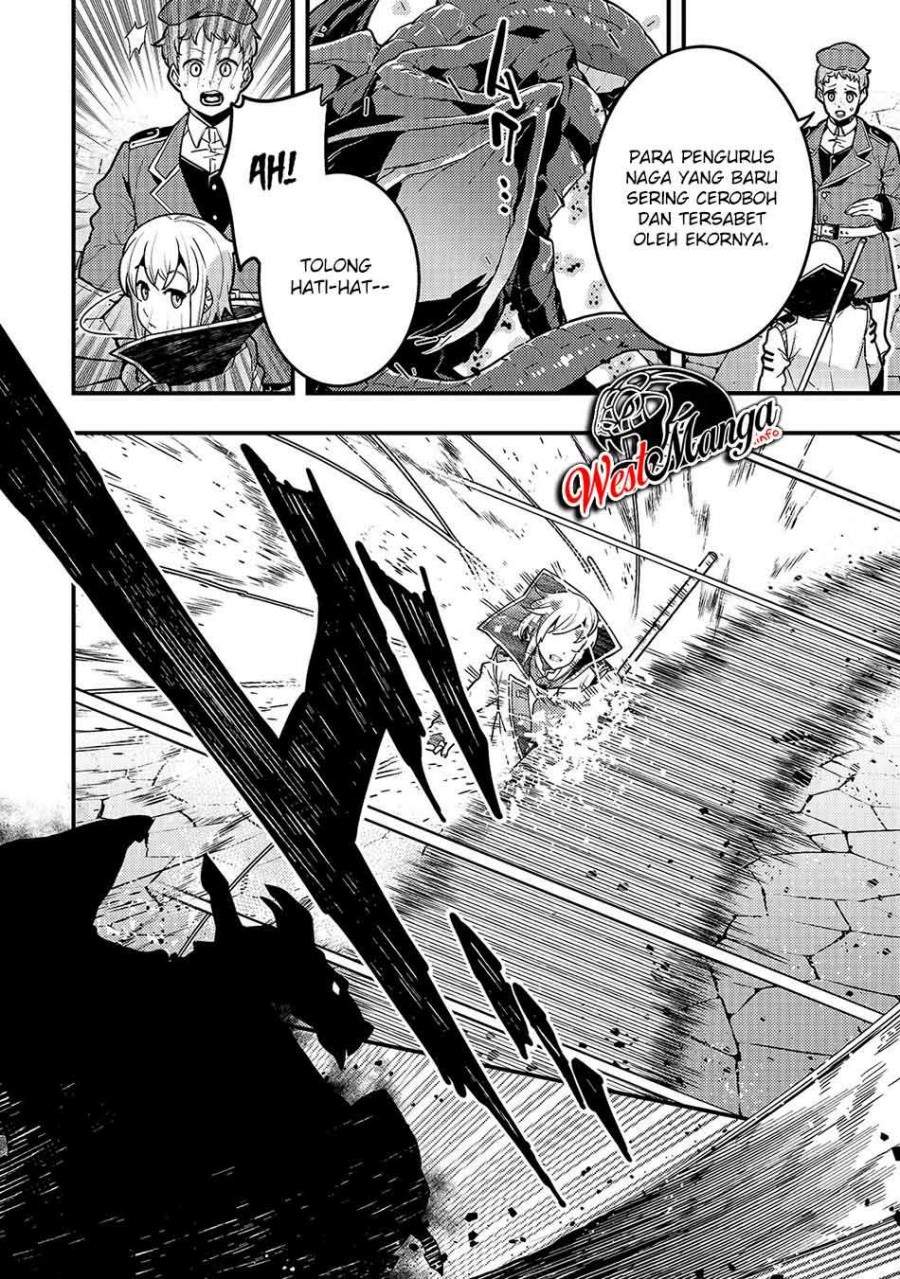 PARA PENGURUS
NAGA YANG BARU
SERING CEROBOH
DAN TERSABET
OLEH EKORNYA.
AH!
TOLONG
HATI-HAT--
WestManga
.info